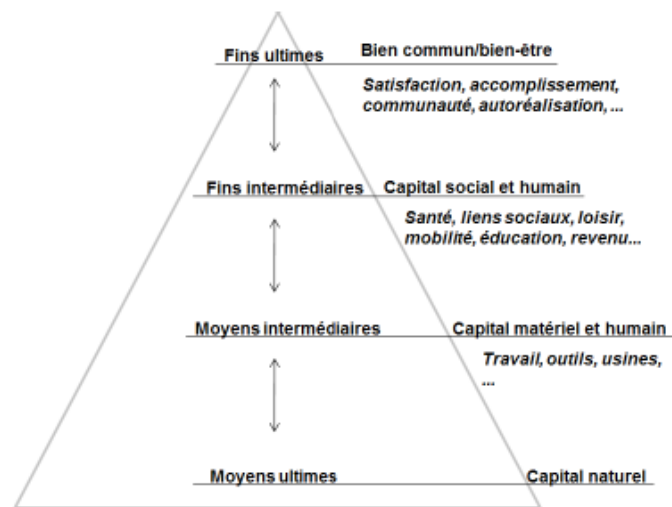 Fins ultimes
Bien commun/bien-être
Satisfaction, accomplissement,
communauté, autoréalisation, ...
Fins intermédiaires
Capital social et humain
Santé, liens sociaux, loisir,
mobilité, éducation, revenu...
Moyens intermédiaires
Capital matériel et humain
Travail, outils, usines,
...
Moyens ultimes
Capital naturel